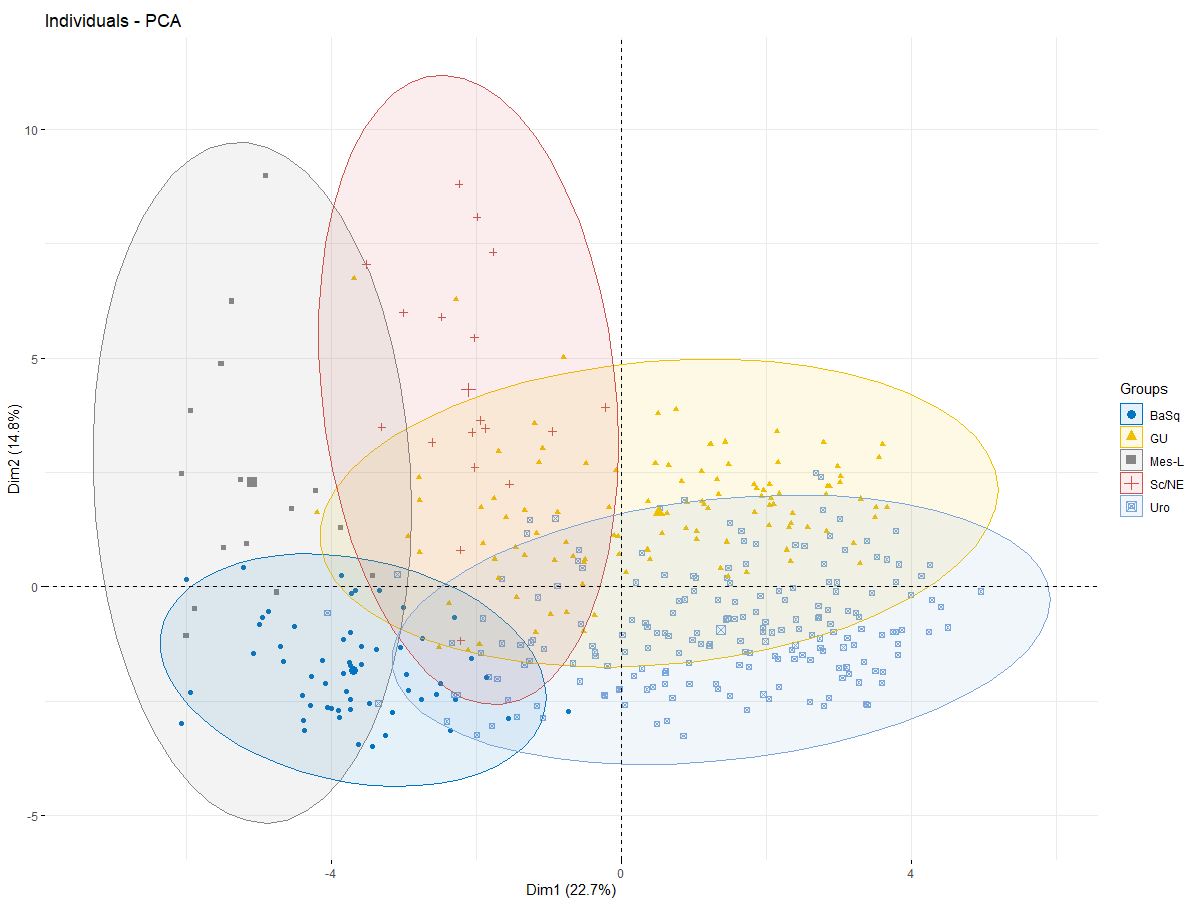 Individuals - PCA
10
5
0
-5
-4
0
4
Dim1 (22.7%)
Dim2 (14.8%)
Groups
BaSq
GU
Mes-L
Sc/NE
Uro